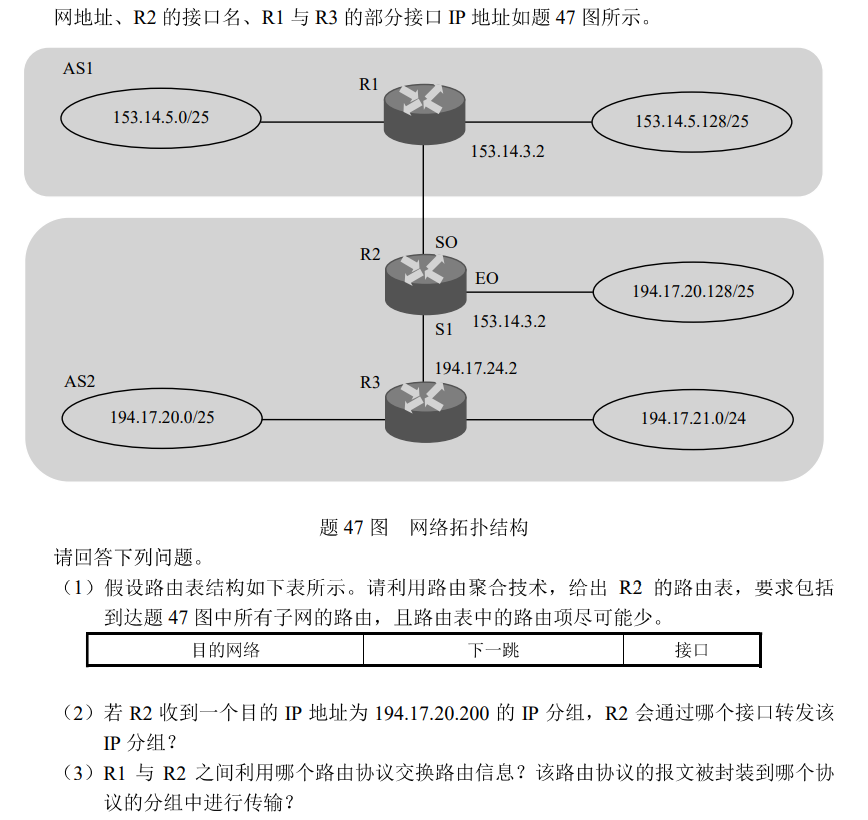 网地址、R2 的接口名、R1 与 R3 的部分接口 IP 地址如题 47 图所示。
AS1
R1
153.14.5.0/25
153.14.5.128/25
153.14.3.2
R2
SO
EO
194.17.20.128/25
153.14.3.2
S1
194.17.24.2
AS2
R3
194.17.20.0/25
194.17.21.0/24
题 47 图 网络拓扑结构
请回答下列问题。
（1）假设路由表结构如下表所示。请利用路由聚合技术，给出 R2 的路由表，要求包括
到达题 47 图中所有子网的路由，且路由表中的路由项尽可能少。
目的网络 下一跳 接口
（2）若 R2 收到一个目的 IP 地址为 194.17.20.200 的 IP 分组，R2 会通过哪个接口转发该
IP 分组？
（3）R1 与 R2 之间利用哪个路由协议交换路由信息？该路由协议的报文被封装到哪个协
议的分组中进行传输？